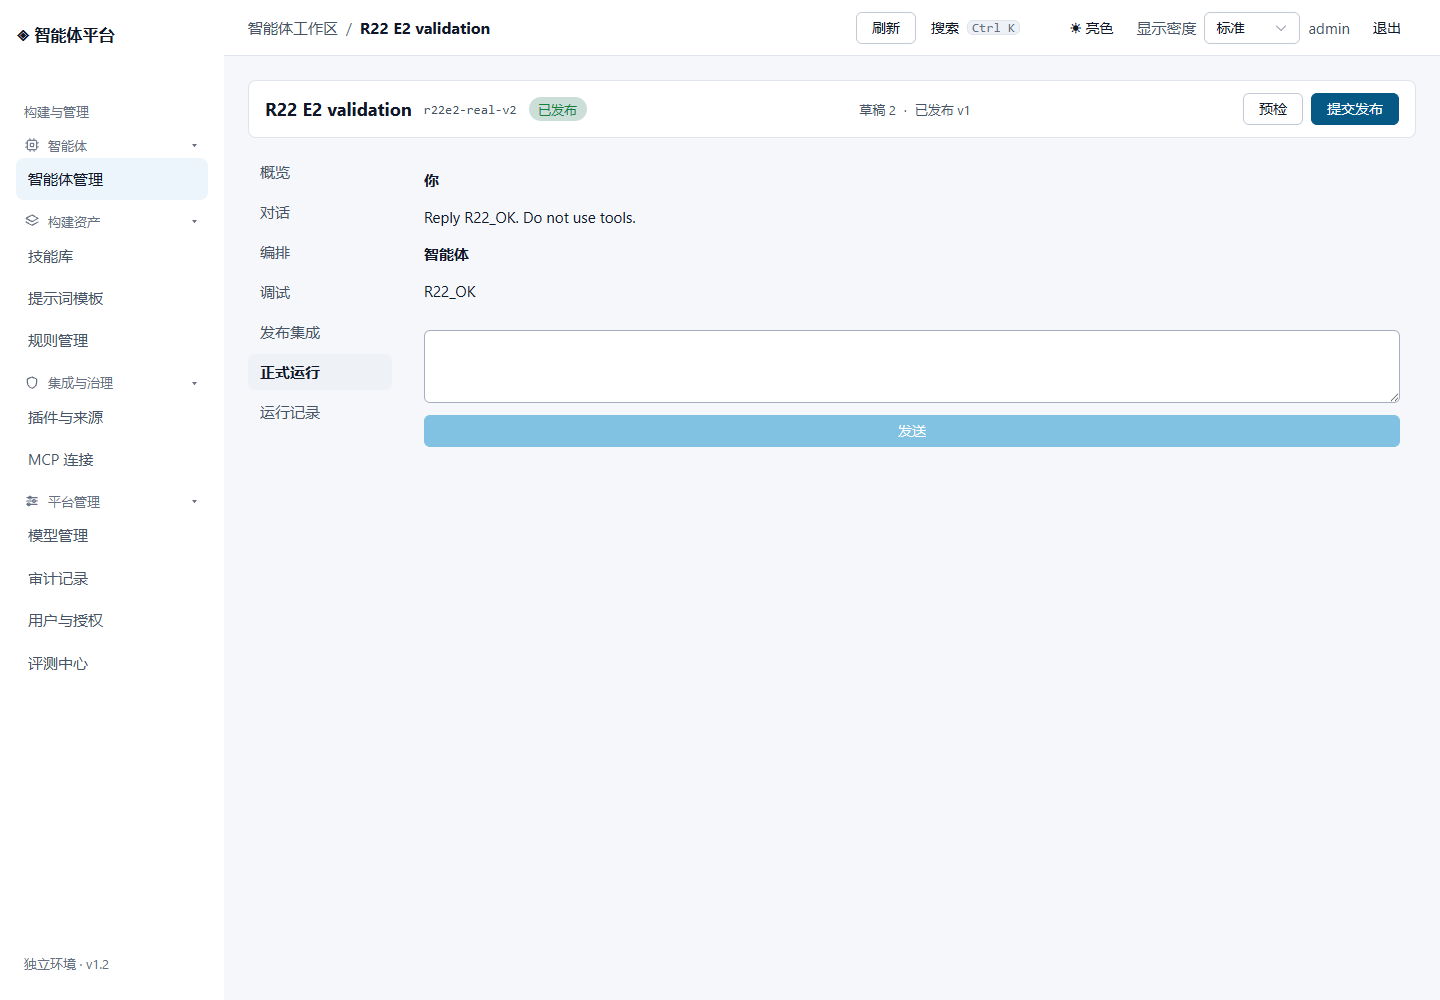 ◈ 智能体平台
构建与管理
智能体
智能体管理
构建资产
技能库
提示词模板
规则管理
集成与治理
插件与来源
MCP 连接
平台管理
模型管理
审计记录
用户与授权
评测中心
独立环境 · v1.2
智能体工作区 / R22 E2 validation
刷新
搜索 Ctrl K
☀ 亮色
显示密度
标准
admin
退出
R22 E2 validation r22e2-real-v2 已发布
草稿 2 · 已发布 v1
预检
提交发布
概览
对话
编排
调试
发布集成
正式运行
运行记录
你
Reply R22_OK. Do not use tools.
智能体
R22_OK
发送